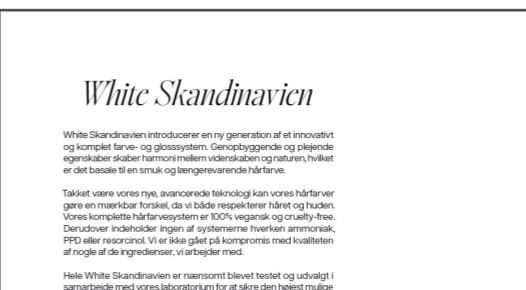 White Skandinavien
White Skandinavien introducerer en ny generation af et innovativt
og komplet farve- og glosssystem. Genopbyggende og plejende
egenskaber skaber harmoni mellem videnskaben og naturen, hvilket
er det basale til en smuk og længerevarende hårfarve.
Takket være vores nye, avancerede teknologi kan vores hårfarver
gøre en mærkbar forskel, da vi både respekterer håret og huden.
Vores komplette hårfarvesystem er 100% vegansk og cruelty-free.
Derudover indeholder ingen af systemerne hverken ammoniak,
PPD eller resorcinol. Vi er ikke gået på kompromis med kvaliteten
af nogle af de ingredienser, vi arbejder med.
Hele White Skandinavien er nænsomt blevet testet og udvalgt i
samarbejde med vores laboratorium for at sikre den højest mulige